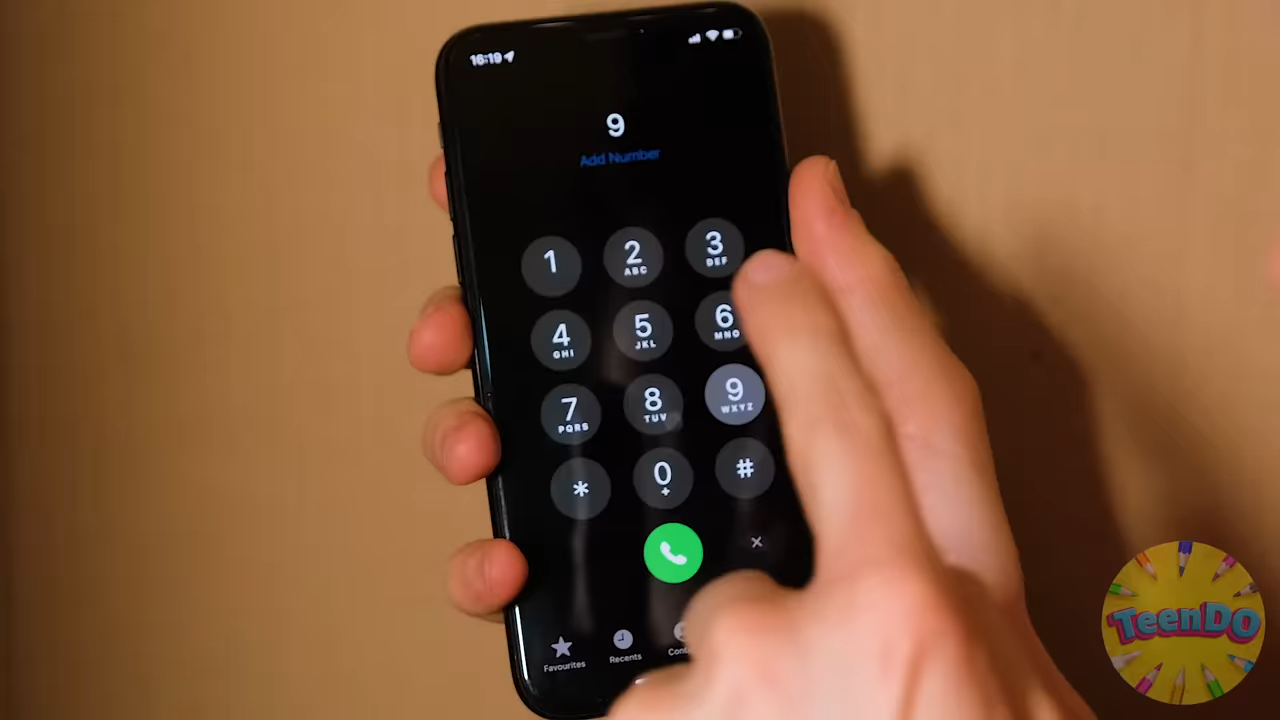 16:19
9
Add Number
1
2
ABC
3
DEF
4
GHI
5
JKL
6
MNO
7
PQRS
8
TUV
9
WXYZ
*
0
+
#
×
Favourites
Recents
Cont
TeenDO